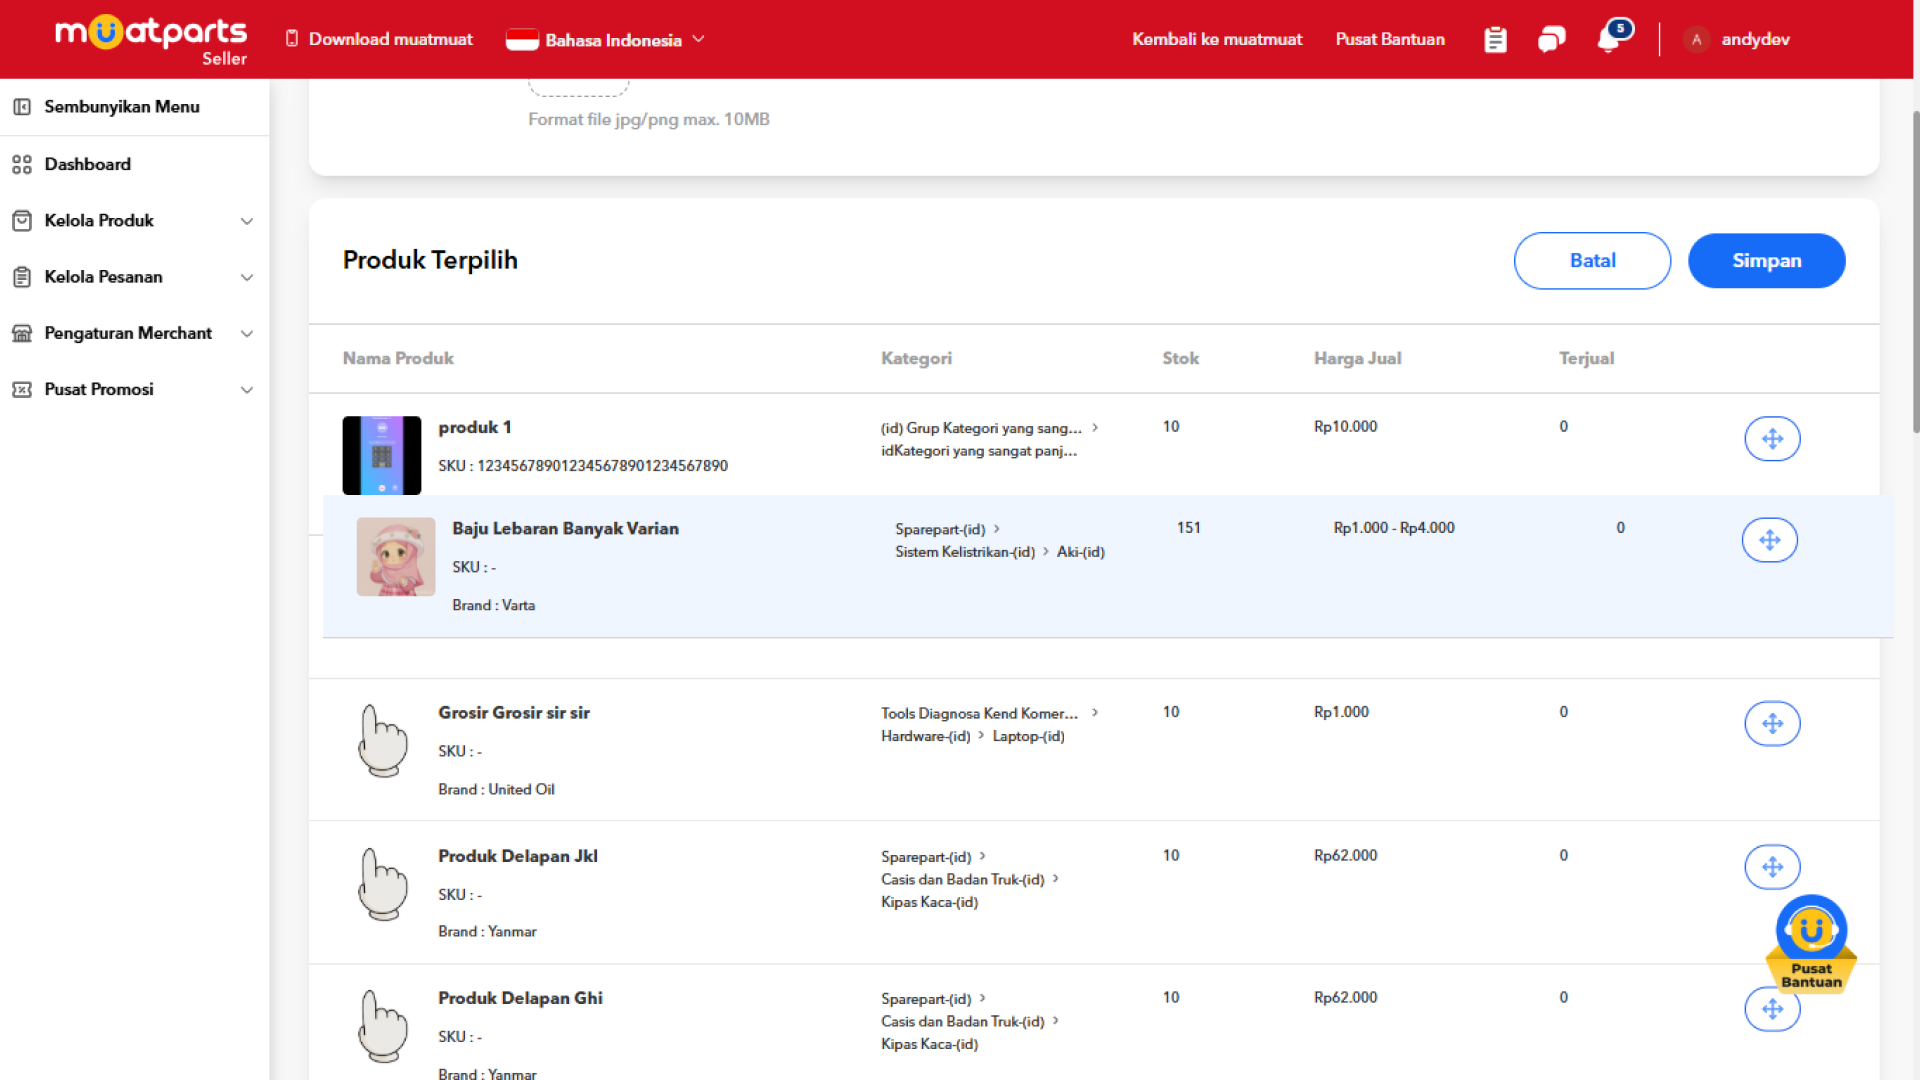 muatparts
Seller
Download muatmuat
Bahasa Indonesia
Kembali ke muatmuat
Pusat Bantuan
5
A
andydev
Sembunyikan Menu
Dashboard
Kelola Produk
Kelola Pesanan
Pengaturan Merchant
Pusat Promosi
Format file jpg/png max. 10MB
Produk Terpilih
Batal
Simpan
Nama Produk
Kategori
Stok
Harga Jual
Terjual
produk 1
SKU : 123456789012345678901234567890
(id) Grup Kategori yang sang... >
idKategori yang sangat panj...
10
Rp10.000
0
Baju Lebaran Banyak Varian
SKU : -
Brand : Varta
Sparepart-(id) >
Sistem Kelistrikan-(id) > Aki-(id)
151
Rp1.000 - Rp4.000
0
Grosir Grosir sir sir
SKU : -
Brand : United Oil
Tools Diagnosa Kend Komer... >
Hardware-(id) > Laptop-(id)
10
Rp1.000
0
Produk Delapan Jkl
SKU : -
Brand : Yanmar
Sparepart-(id) >
Casis dan Badan Truk-(id) >
Kipas Kaca-(id)
10
Rp62.000
0
Produk Delapan Ghi
SKU : -
Brand : Yanmar
Sparepart-(id) >
Casis dan Badan Truk-(id) >
Kipas Kaca-(id)
10
Rp62.000
0
Pusat
Bantuan